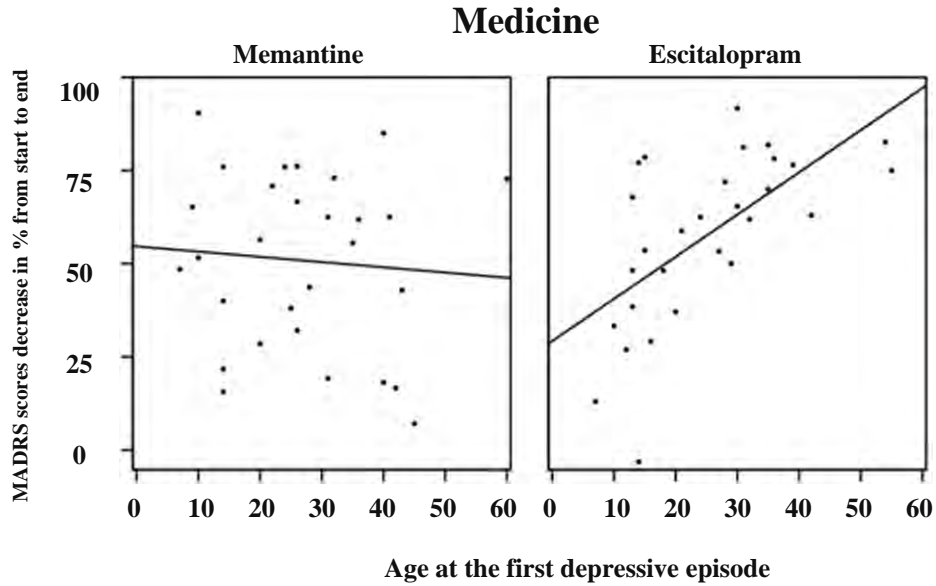 Medicine
Memantine
Escitalopram
MADRS scores decrease in % from start to end
100
75
50
25
0
0 10 20 30 40 50 60
0 10 20 30 40 50 60
Age at the first depressive episode